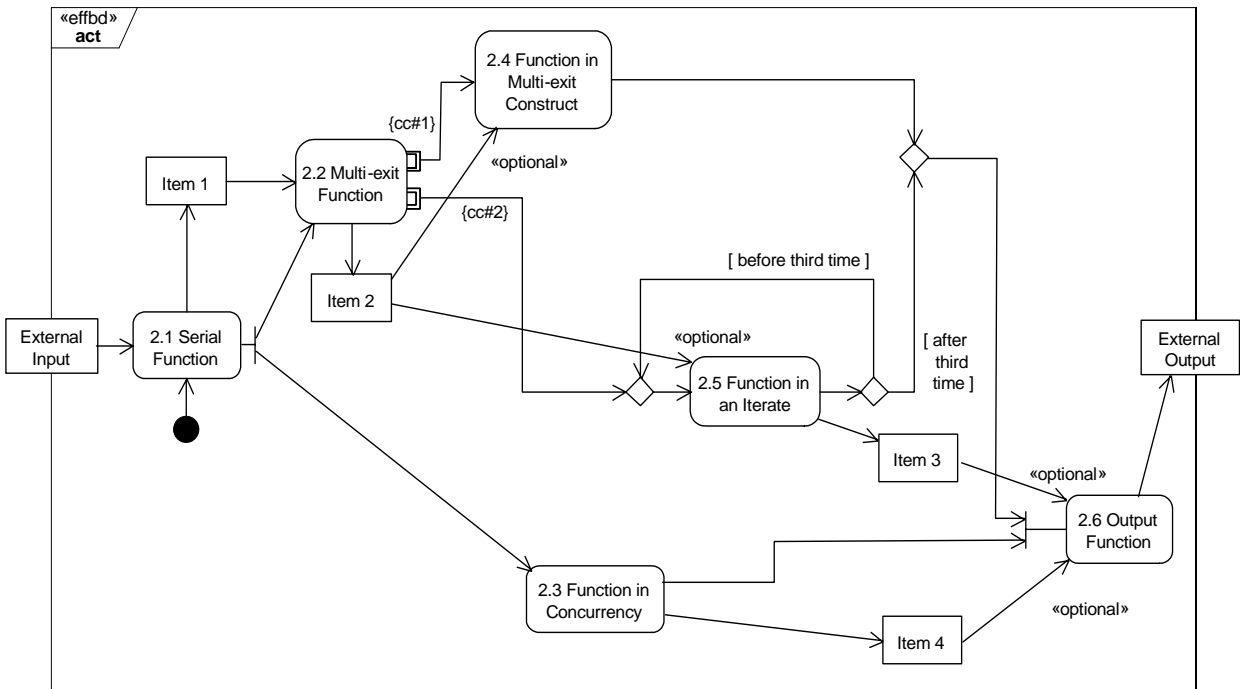 «effbd»
act
2.4 Function in
Multi-exit
Construct
{cc#1}
«optional»
2.2 Multi-exit
Function
Item 1
{cc#2}
[ before third time ]
Item 2
External
Input
2.1 Serial
Function
«optional»
[ after
third
time ]
External
Output
2.5 Function in
an Iterate
Item 3
«optional»
2.6 Output
Function
2.3 Function in
Concurrency
«optional»
Item 4